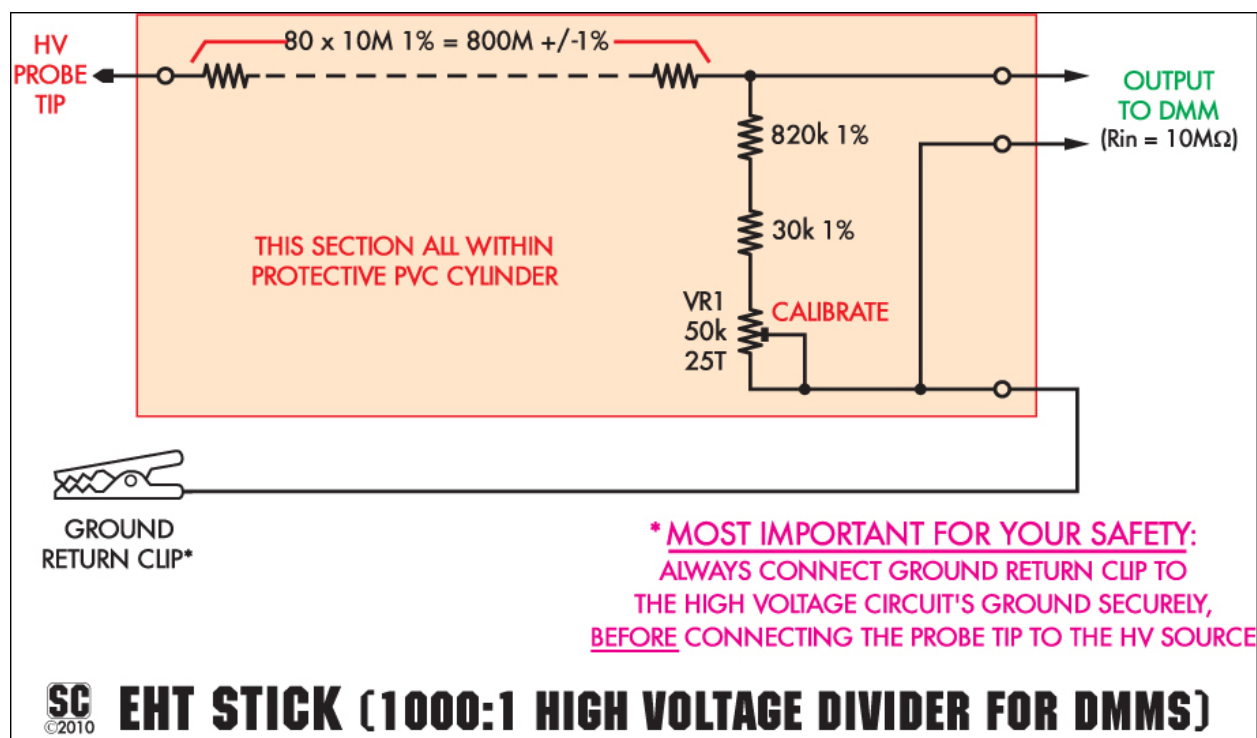 HV
PROBE
TIP
80 x 10M 1% = 800M +/-1%
OUTPUT
TO DMM
(Rin = 10MΩ)
820k 1%
30k 1%
THIS SECTION ALL WITHIN
PROTECTIVE PVC CYLINDER
VR1
50k
25T
CALIBRATE
GROUND
RETURN CLIP*
* MOST IMPORTANT FOR YOUR SAFETY:
ALWAYS CONNECT GROUND RETURN CLIP TO
THE HIGH VOLTAGE CIRCUIT'S GROUND SECURELY,
BEFORE CONNECTING THE PROBE TIP TO THE HV SOURCE
SC
©2010
EHT STICK (1000:1 HIGH VOLTAGE DIVIDER FOR DMMS)